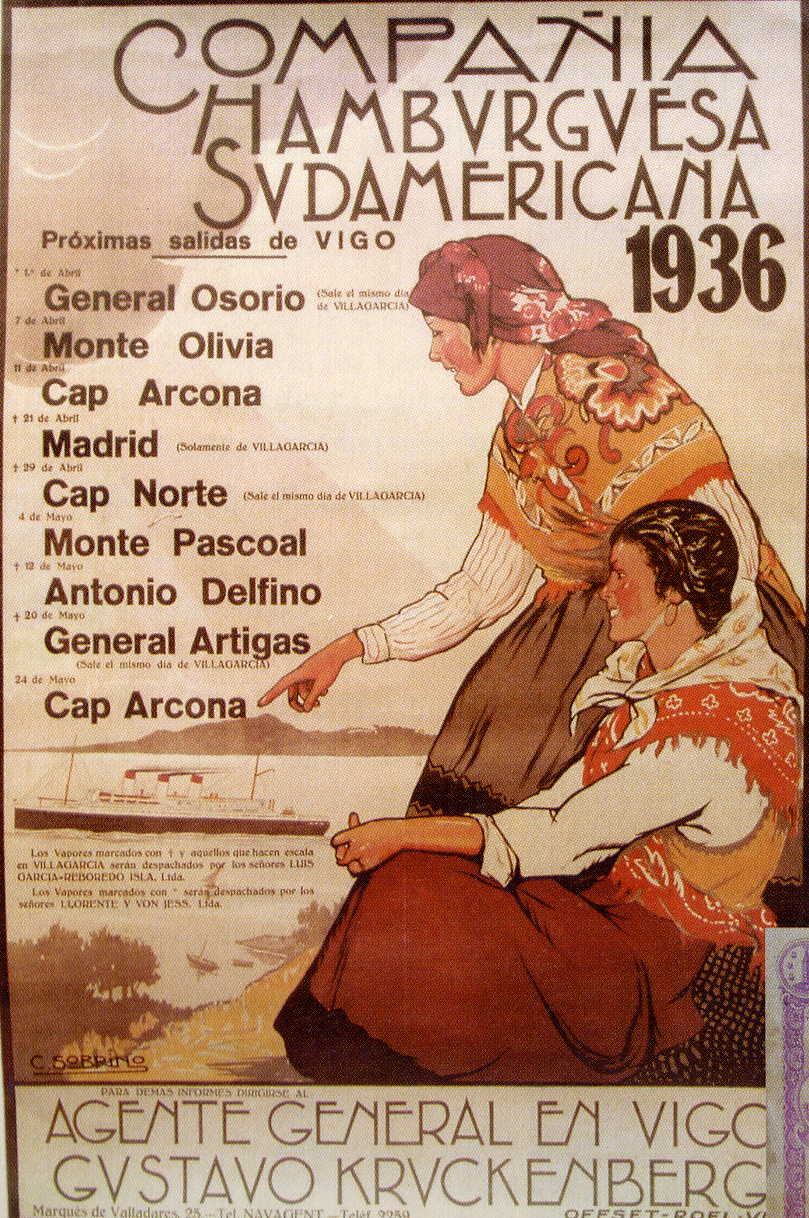 COMPAÑIA
HAMBVRGVESA
SVDAMERICANA
1936
Próximas salidas de VIGO
* 1.º de Abril
General Osorio (Sale el mismo día
de VILLAGARCIA)
7 de Abril
Monte Olivia
11 de Abril
Cap Arcona
† 21 de Abril
Madrid (Solamente de VILLAGARCIA)
† 29 de Abril
Cap Norte (Sale el mismo día de VILLAGARCIA)
4 de Mayo
Monte Pascoal
† 12 de Mayo
Antonio Delfino
† 20 de Mayo
General Artigas
(Sale el mismo día de VILLAGARCIA)
24 de Mayo
Cap Arcona
Los Vapores marcados con † y aquellos que hacen escala
en VILLAGARCIA serán despachados por los señores LUIS
GARCIA-REBOREDO ISLA, Ltda.
Los Vapores marcados con * serán despachados por los
señores LLORENTE Y VON JESS, Ltda.
C. SOBRINO
PARA DEMAS INFORMES DIRIGIRSE AL
AGENTE GENERAL EN VIGO
GVSTAVO KRVCKENBERG
Marqués de Valladares, 25.-Tel. NAVAGENT-Teléf. 2259
OFFSET-ROEL-VI